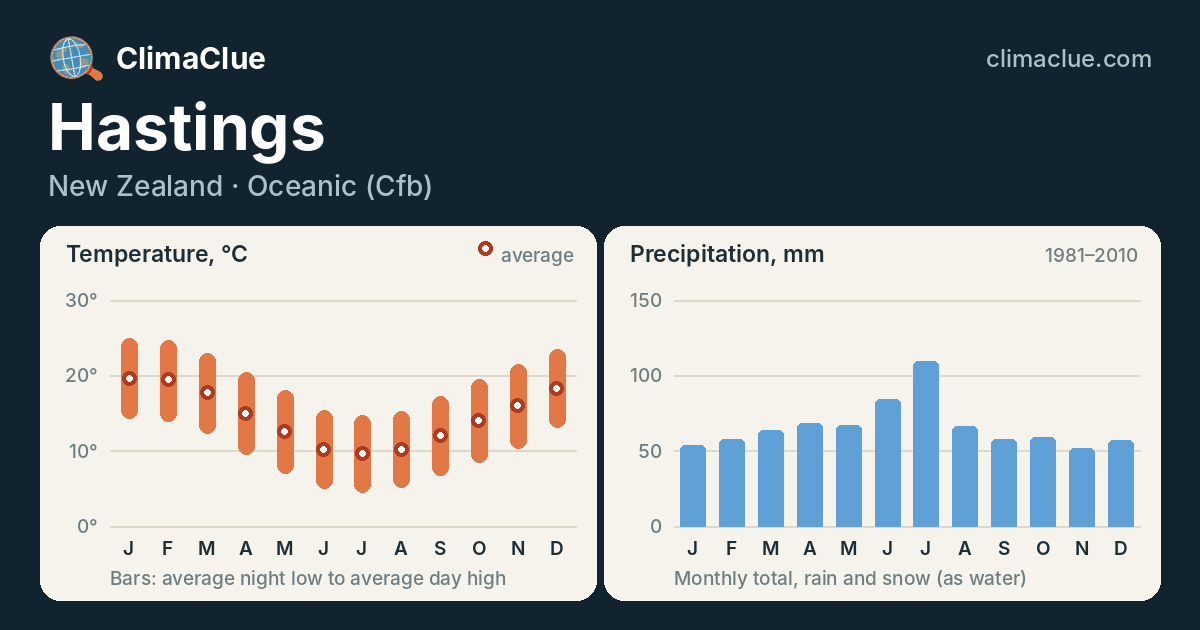 ClimaClue
climaclue.com
Hastings
New Zealand · Oceanic (Cfb)
Temperature, °C
average
30°
20°
10°
0°
J F M A M J J A S O N D
Bars: average night low to average day high
Precipitation, mm
1981–2010
150
100
50
0
J F M A M J J A S O N D
Monthly total, rain and snow (as water)